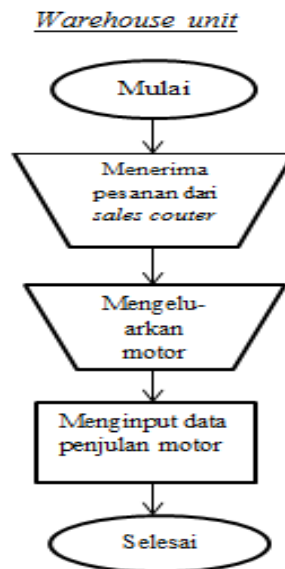 Warehouse unit
Mulai
Menerima
pesanan dari
sales couter
Mengelu-
arkan
motor
Menginput data
penjulan motor
Selesai